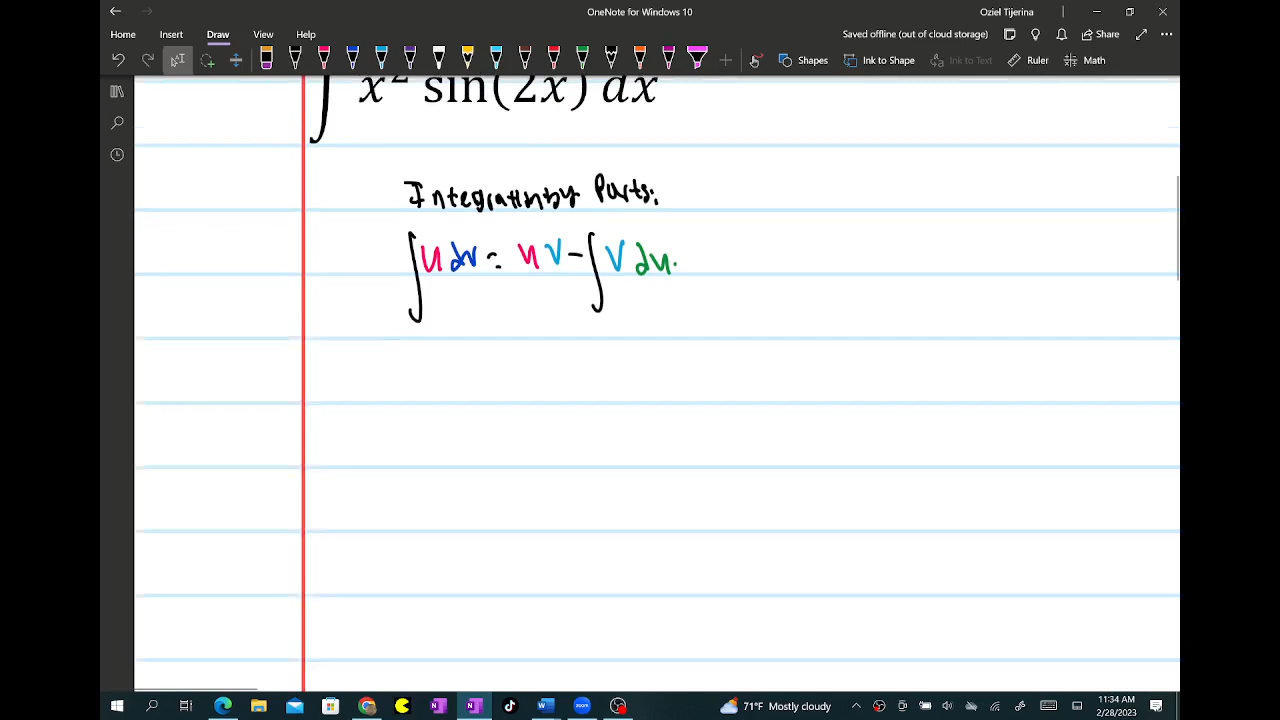 OneNote for Windows 10
Oziel Tijerina
Home Insert Draw View Help
Saved offline (out of cloud storage)
Share
Shapes
Ink to Shape
Ink to Text
Ruler
Math
∫ x² sin(2x) dx
Integration by Parts:
∫ u dv = u v - ∫ v du.
zoom
71°F Mostly cloudy
11:34 AM
2/28/2023